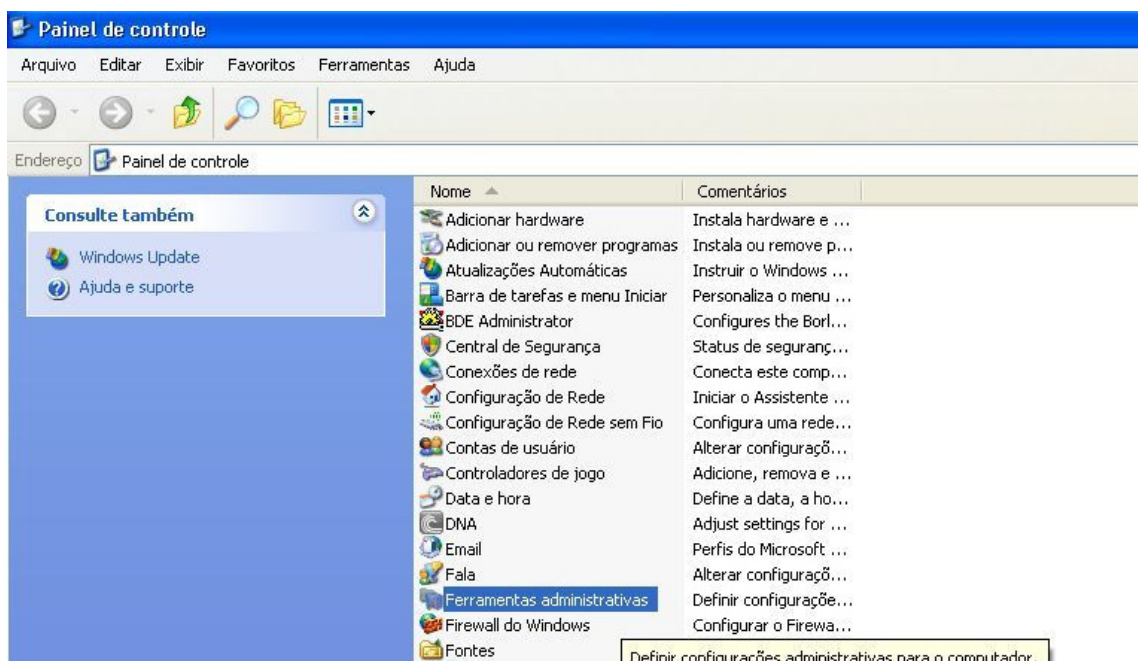 Painel de controle
Arquivo Editar Exibir Favoritos Ferramentas Ajuda
Endereço Painel de controle
Consulte também
Windows Update
Ajuda e suporte
Nome Comentários
Adicionar hardware Instala hardware e ...
Adicionar ou remover programas Instala ou remove p...
Atualizações Automáticas Instruir o Windows ...
Barra de tarefas e menu Iniciar Personaliza o menu ...
BDE Administrator Configures the Borl...
Central de Segurança Status de seguranç...
Conexões de rede Conecta este comp...
Configuração de Rede Iniciar o Assistente ...
Configuração de Rede sem Fio Configura uma rede...
Contas de usuário Alterar configuraçõ...
Controladores de jogo Adicione, remova e ...
Data e hora Define a data, a ho...
DNA Adjust settings for ...
Email Perfis do Microsoft ...
Fala Alterar configuraçõ...
Ferramentas administrativas Definir configuraçõe...
Firewall do Windows Configurar o Firewa...
Fontes
Definir configurações administrativas para o computador.